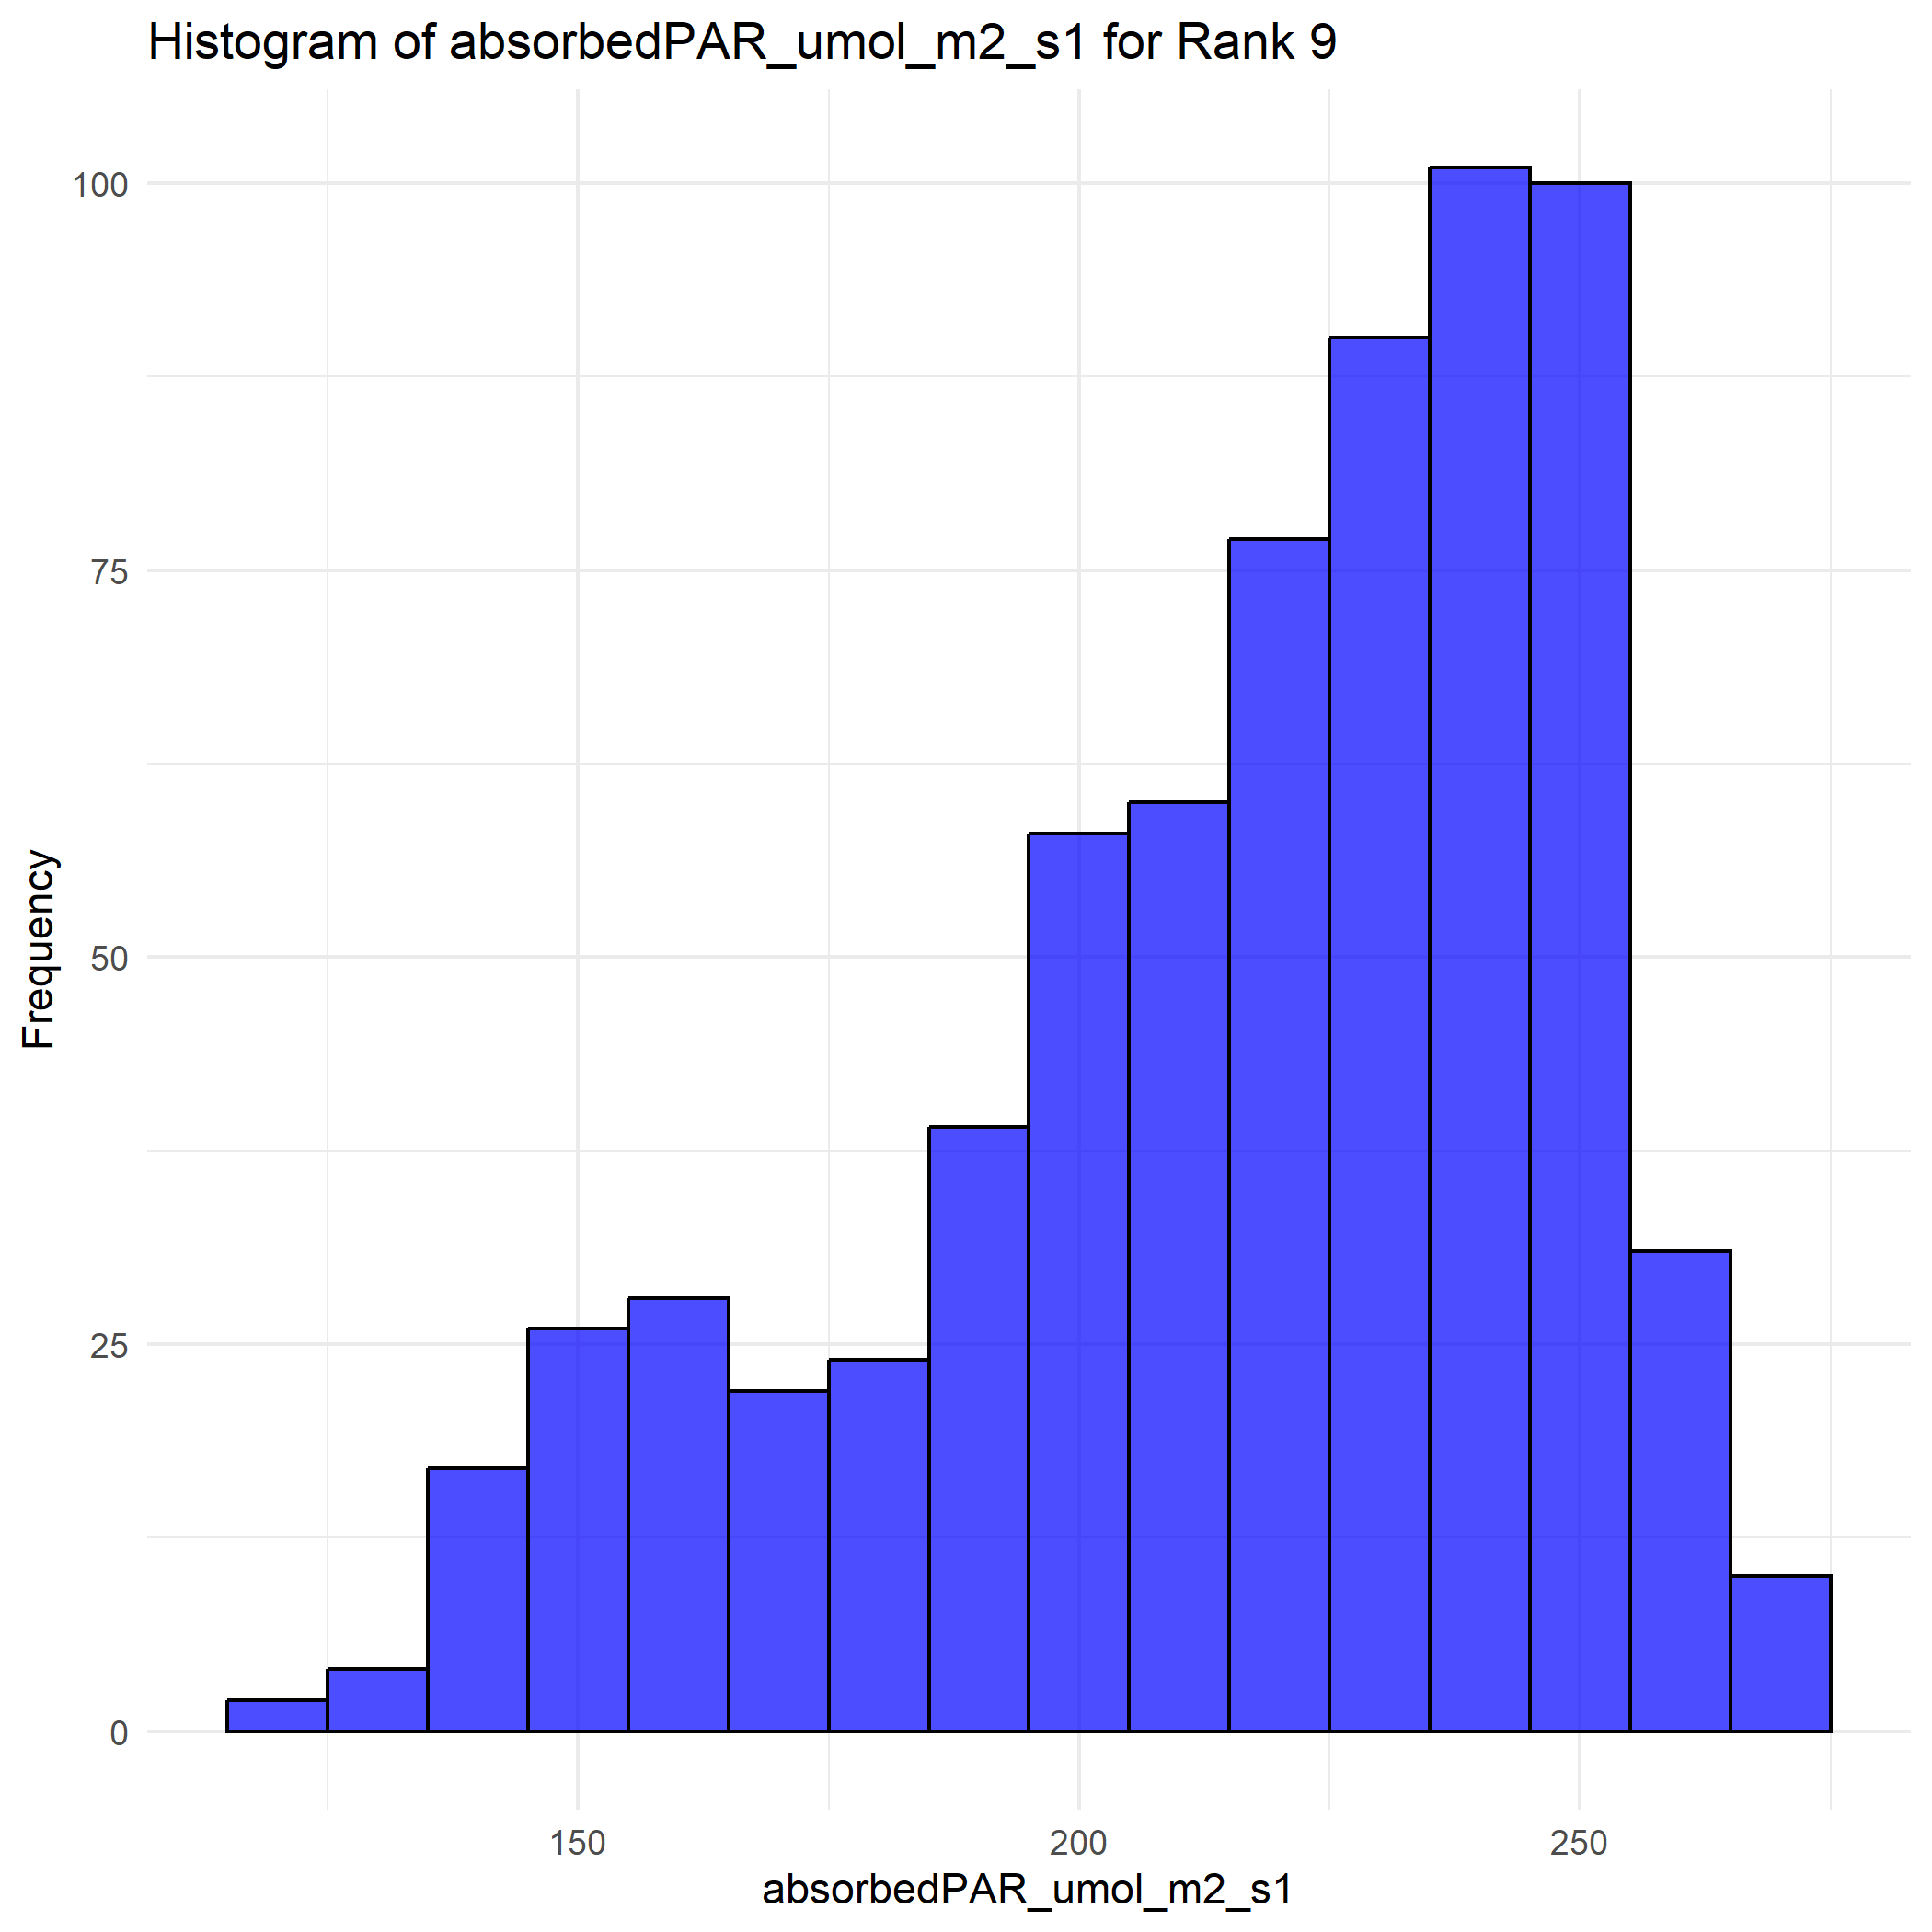 Histogram of absorbedPAR_umol_m2_s1 for Rank 9
100
75
50
25
0
Frequency
150 200 250
absorbedPAR_umol_m2_s1